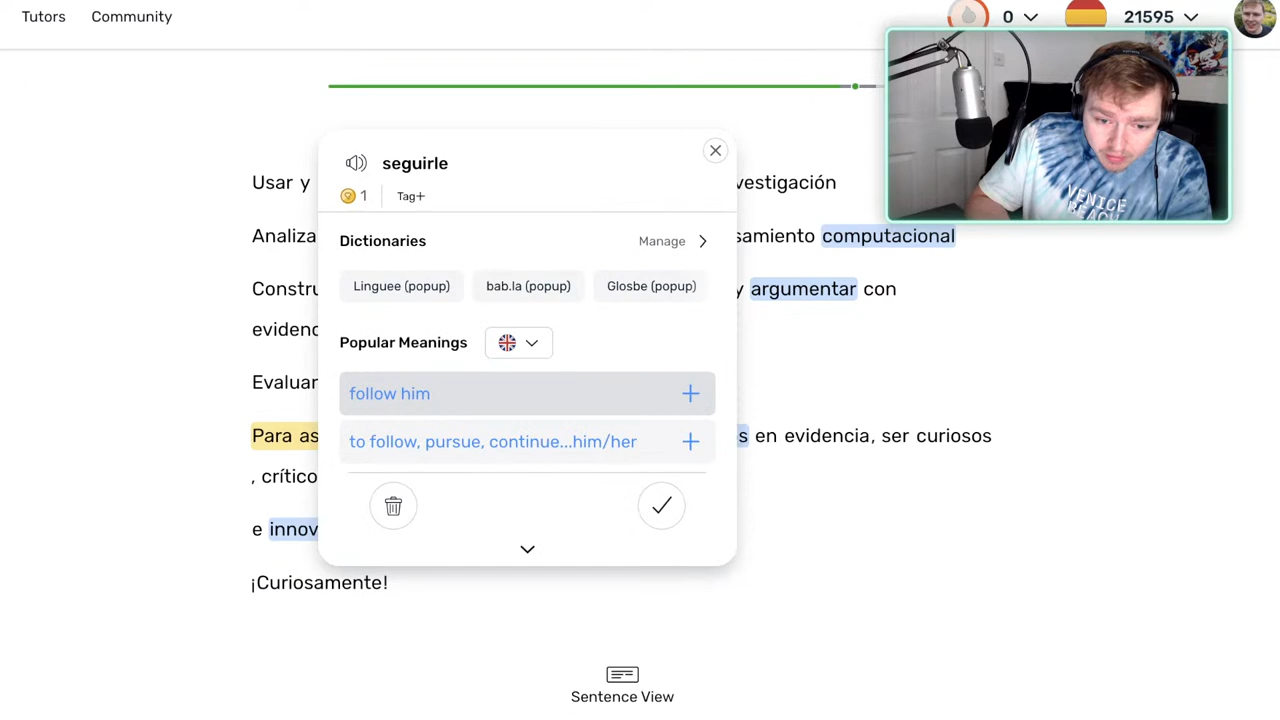 Tutors Community 0 21595
seguirle
1 Tag+
Usar y vestigación
Dictionaries Manage
Analiza samiento computacional
Linguee (popup) bab.la (popup) Glosbe (popup)
Constru y argumentar con
evidenc
Popular Meanings
follow him
Evaluar
to follow, pursue, continue...him/her
Para as s en evidencia, ser curiosos
, crítico
e innov
¡Curiosamente!
Sentence View
VENICE
BEACH